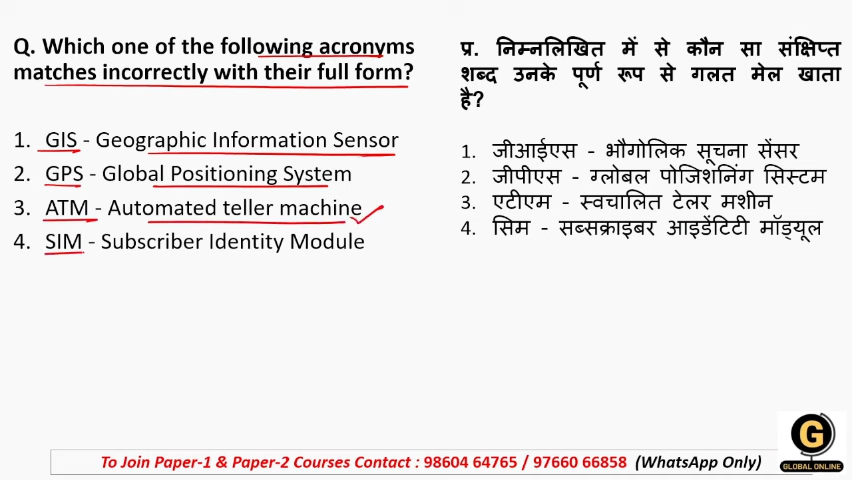 Q. Which one of the following acronyms
matches incorrectly with their full form?
1. GIS - Geographic Information Sensor
2. GPS - Global Positioning System
3. ATM - Automated teller machine
4. SIM - Subscriber Identity Module
प्र. निम्नलिखित में से कौन सा संक्षिप्त
शब्द उनके पूर्ण रूप से गलत मेल खाता
है?
1. जीआईएस - भौगोलिक सूचना सेंसर
2. जीपीएस - ग्लोबल पोजिशनिंग सिस्टम
3. एटीएम - स्वचालित टेलर मशीन
4. सिम - सब्सक्राइबर आइडेंटिटी मॉड्यूल
G
GLOBAL ONLINE
To Join Paper-1 & Paper-2 Courses Contact : 98604 64765 / 97660 66858 (WhatsApp Only)